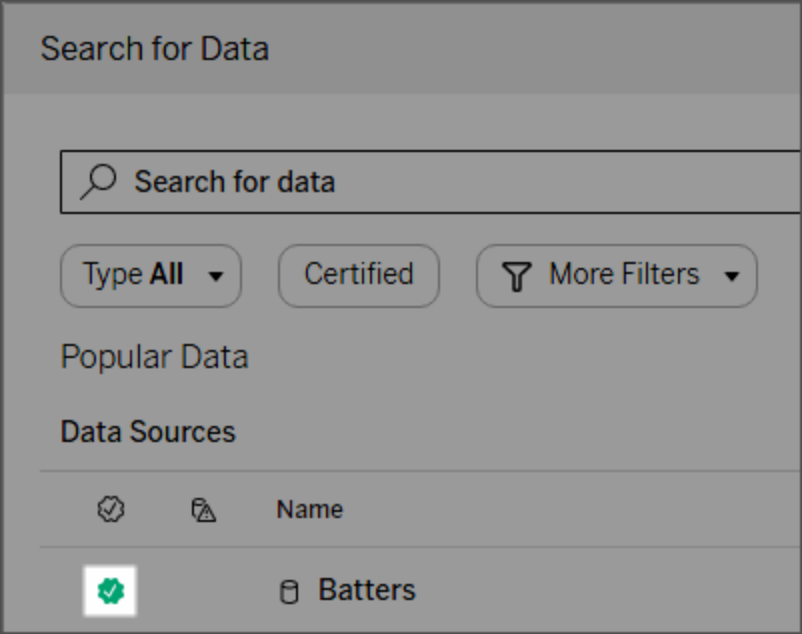 Search for Data
Search for data
Type All
Certified
More Filters
Popular Data
Data Sources
Name
Batters